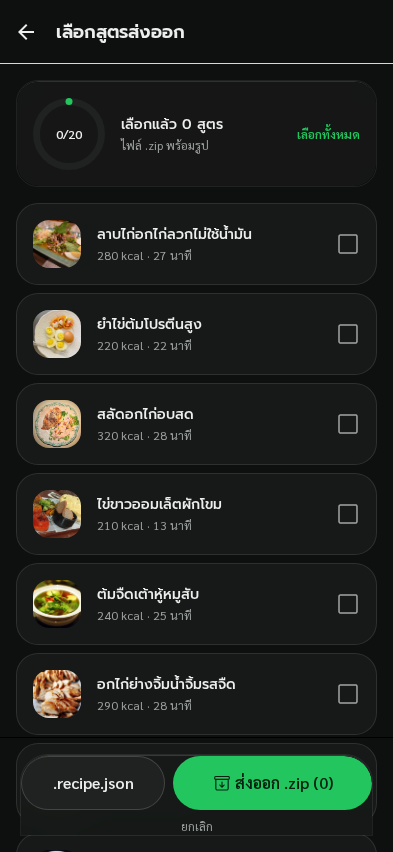 เลือกสูตรส่งออก
0/20
เลือกแล้ว 0 สูตร
ไฟล์ .zip พร้อมรูป
เลือกทั้งหมด
ลาบไก่อกไก่ลวกไม่ใช้น้ำมัน
280 kcal · 27 นาที
ยำไข่ต้มโปรตีนสูง
220 kcal · 22 นาที
สลัดอกไก่อบสด
320 kcal · 28 นาที
ไข่ขาวออมเล็ตผักโขม
210 kcal · 13 นาที
ต้มจืดเต้าหู้หมูสับ
240 kcal · 25 นาที
อกไก่ย่างจิ้มน้ำจิ้มรสจืด
290 kcal · 28 นาที
.recipe.json
ส่งออก .zip (0)
ยกเลิก